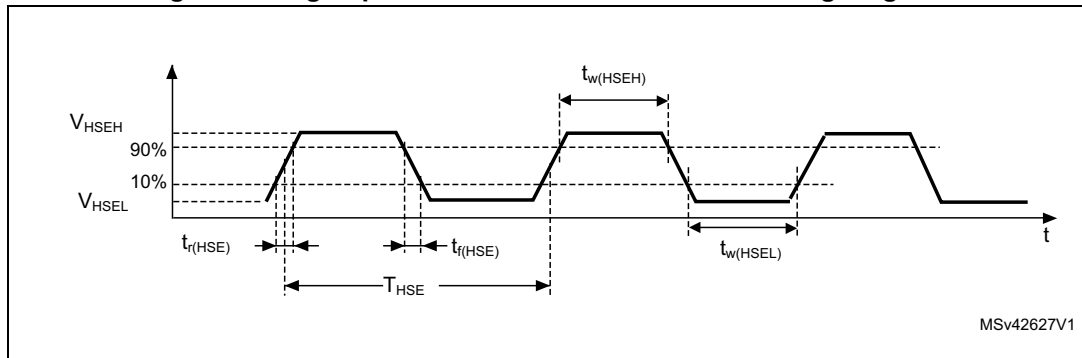 tw(HSEH)
VHSEH
90%
10%
VHSEL
tr(HSE)
tf(HSE)
tw(HSEL)
t
THSE
MSv42627V1